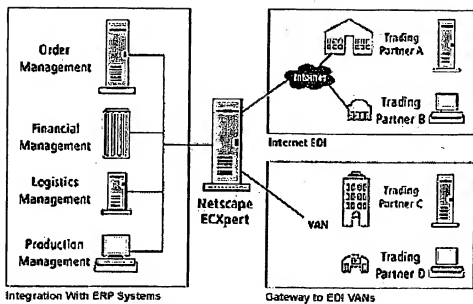 Order
Management
Financial
Management
Logistics
Management
Production
Management
Integration With ERP Systems
Netscape
ECXpert
Internet
Trading
Partner A
Trading
Partner B
Internet EDI
VAN
Trading
Partner C
Trading
Partner D
Gateway to EDI VANs